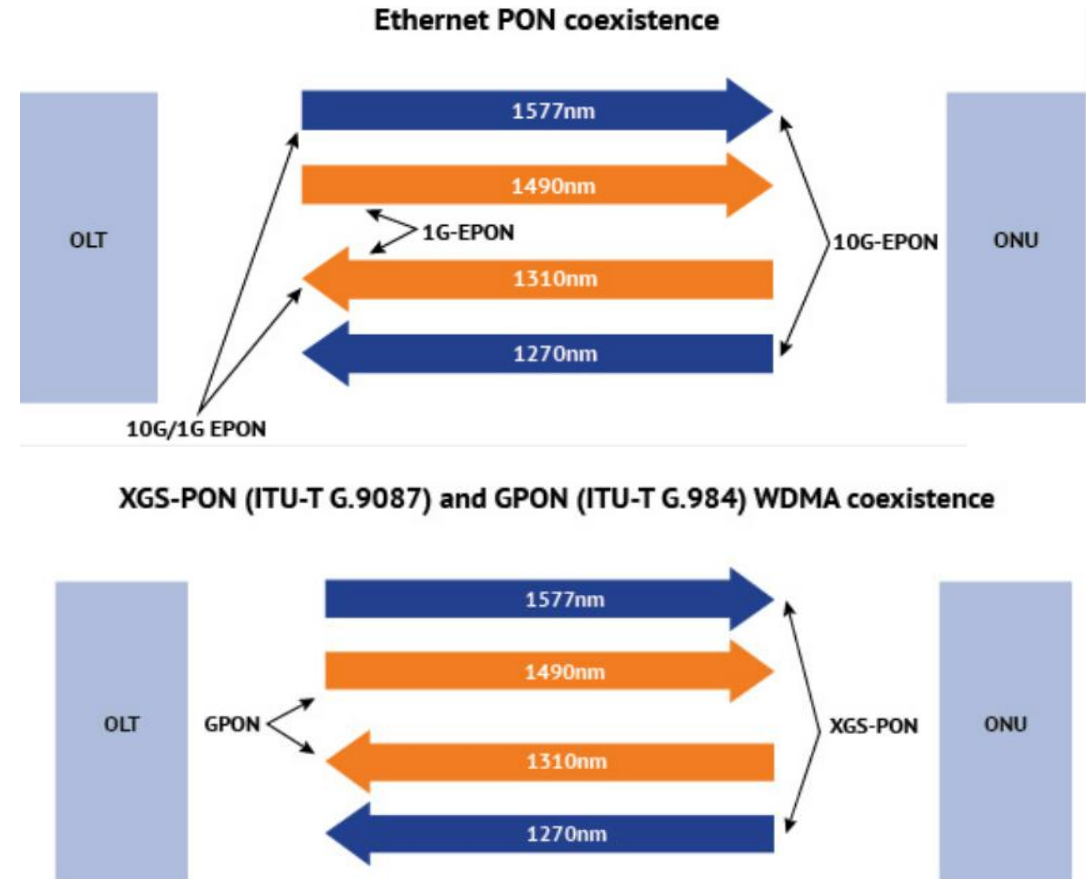 Ethernet PON coexistence
1577nm
1490nm
1G-EPON
OLT
10G-EPON
ONU
1310nm
1270nm
10G/1G EPON
XGS-PON (ITU-T G.9087) and GPON (ITU-T G.984) WDMA coexistence
1577nm
1490nm
OLT
GPON
XGS-PON
ONU
1310nm
1270nm